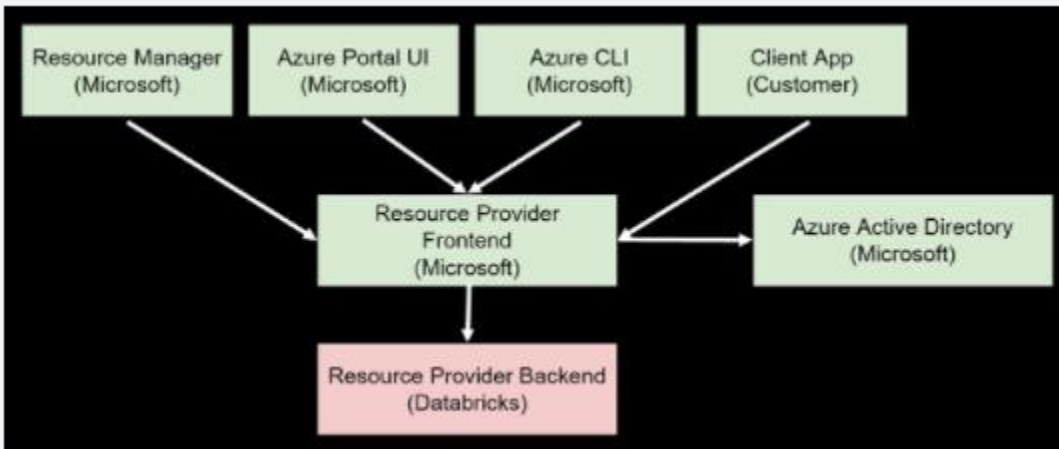 Resource Manager
(Microsoft)
Azure Portal UI
(Microsoft)
Azure CLI
(Microsoft)
Client App
(Customer)
Resource Provider
Frontend
(Microsoft)
Azure Active Directory
(Microsoft)
Resource Provider Backend
(Databricks)